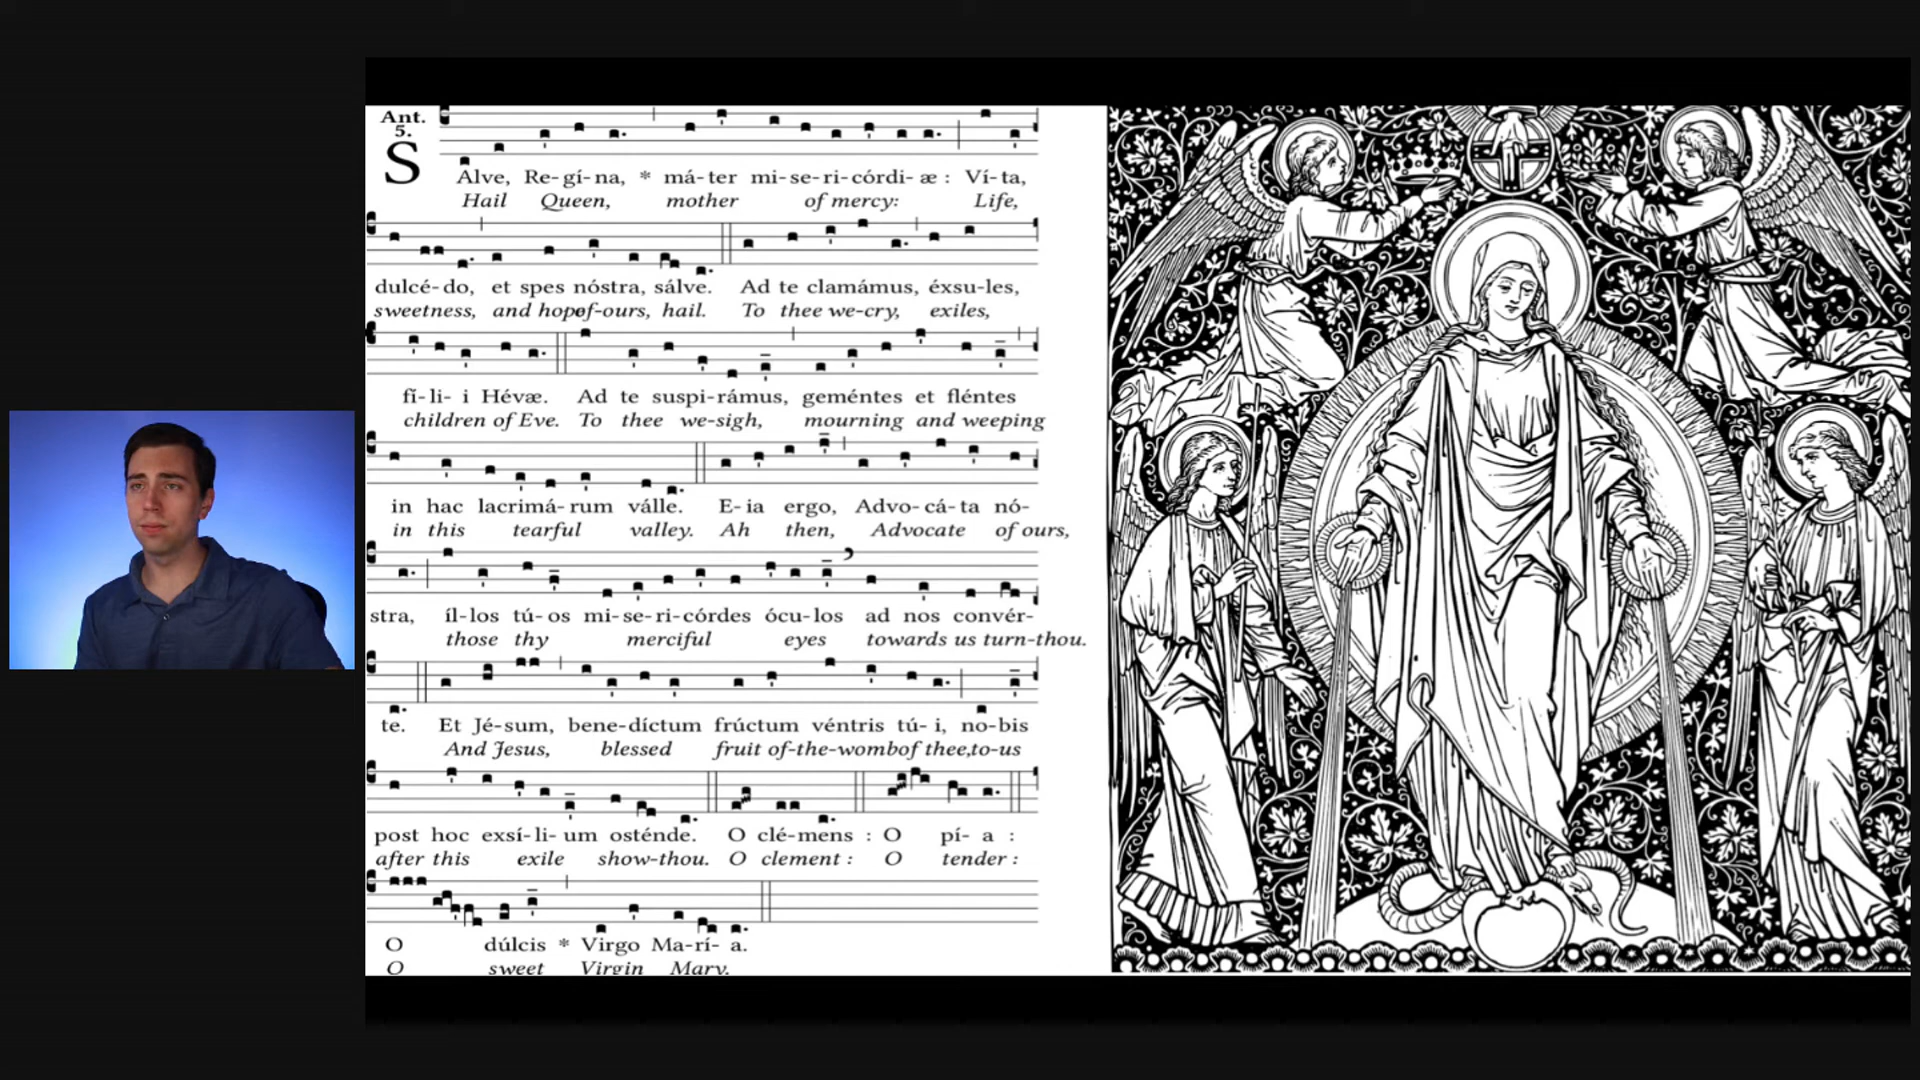 Ant.
5.
SAlve, Re-gí-na, * má-ter mi-se-ri-córdi-æ : Ví-ta,
Hail Queen, mother of mercy: Life,
dulcé-do, et spes nóstra, sálve. Ad te clamámus, éxsu-les,
sweetness, and hope of-ours, hail. To thee we-cry, exiles,
fí-li- i Hévæ. Ad te suspi-rámus, geméntes et fléntes
children of Eve. To thee we-sigh, mourning and weeping
in hac lacrimá-rum válle. E-ia ergo, Advo-cá-ta nó-
in this tearful valley. Ah then, Advocate of ours,
stra, íl-los tú-os mi-se-ri-córdes ócu-los ad nos convér-
those thy merciful eyes towards us turn-thou.
te. Et Jé-sum, bene-díctum frúctum véntris tú-i, no-bis
And Jesus, blessed fruit of-the-womb of thee, to-us
post hoc exsí-li-um osténde. O clé-mens : O pí- a :
after this exile show-thou. O clement : O tender :
O dúlcis * Virgo Ma-rí- a.
O sweet Virgin Mary.